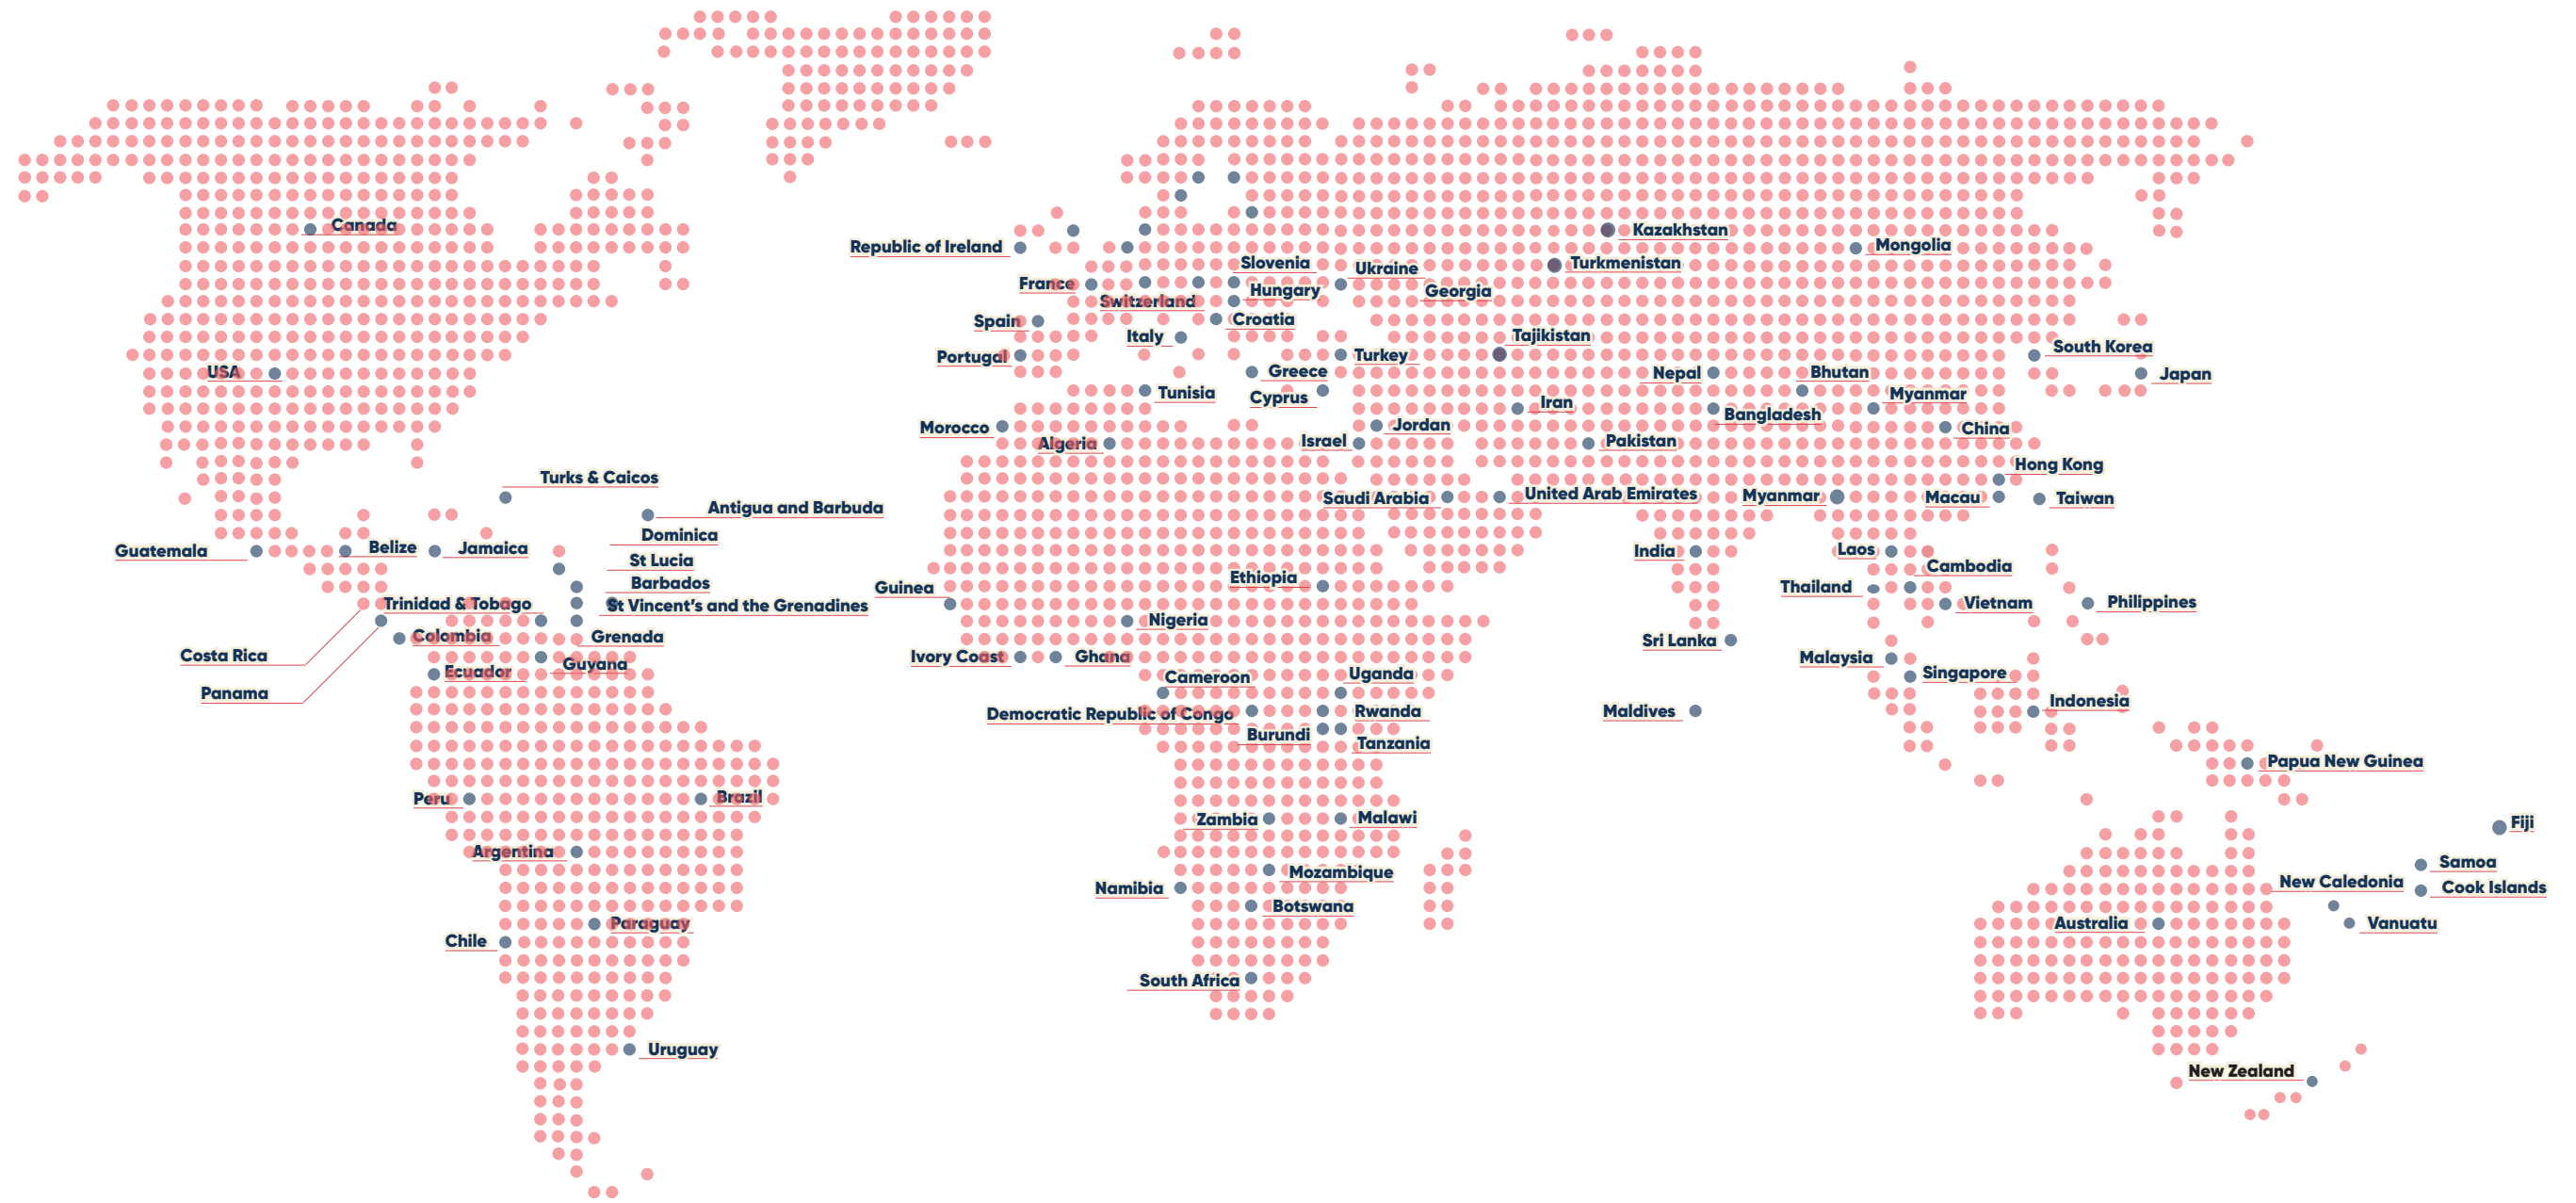 Canada
USA
Turks & Caicos
Antigua and Barbuda
Dominica
Guatemala
Belize
Jamaica
St Lucia
Barbados
Trinidad & Tobago
St Vincent's and the Grenadines
Colombia
Grenada
Costa Rica
Guyana
Ecuador
Panama
Peru
Brazil
Argentina
Paraguay
Chile
Uruguay
Republic of Ireland
Slovenia
Ukraine
France
Hungary
Georgia
Switzerland
Spain
Croatia
Italy
Portugal
Turkey
Greece
Tunisia
Cyprus
Morocco
Algeria
Israel
Jordan
Saudi Arabia
United Arab Emirates
Kazakhstan
Turkmenistan
Tajikistan
Mongolia
South Korea
Japan
Nepal
Bhutan
Myanmar
Iran
Bangladesh
China
Pakistan
Hong Kong
Myanmar
Macau
Taiwan
India
Laos
Cambodia
Thailand
Vietnam
Philippines
Sri Lanka
Malaysia
Singapore
Maldives
Indonesia
Guinea
Ethiopia
Nigeria
Ivory Coast
Ghana
Cameroon
Uganda
Democratic Republic of Congo
Rwanda
Burundi
Tanzania
Zambia
Malawi
Mozambique
Namibia
Botswana
South Africa
Papua New Guinea
Fiji
Samoa
New Caledonia
Cook Islands
Australia
Vanuatu
New Zealand